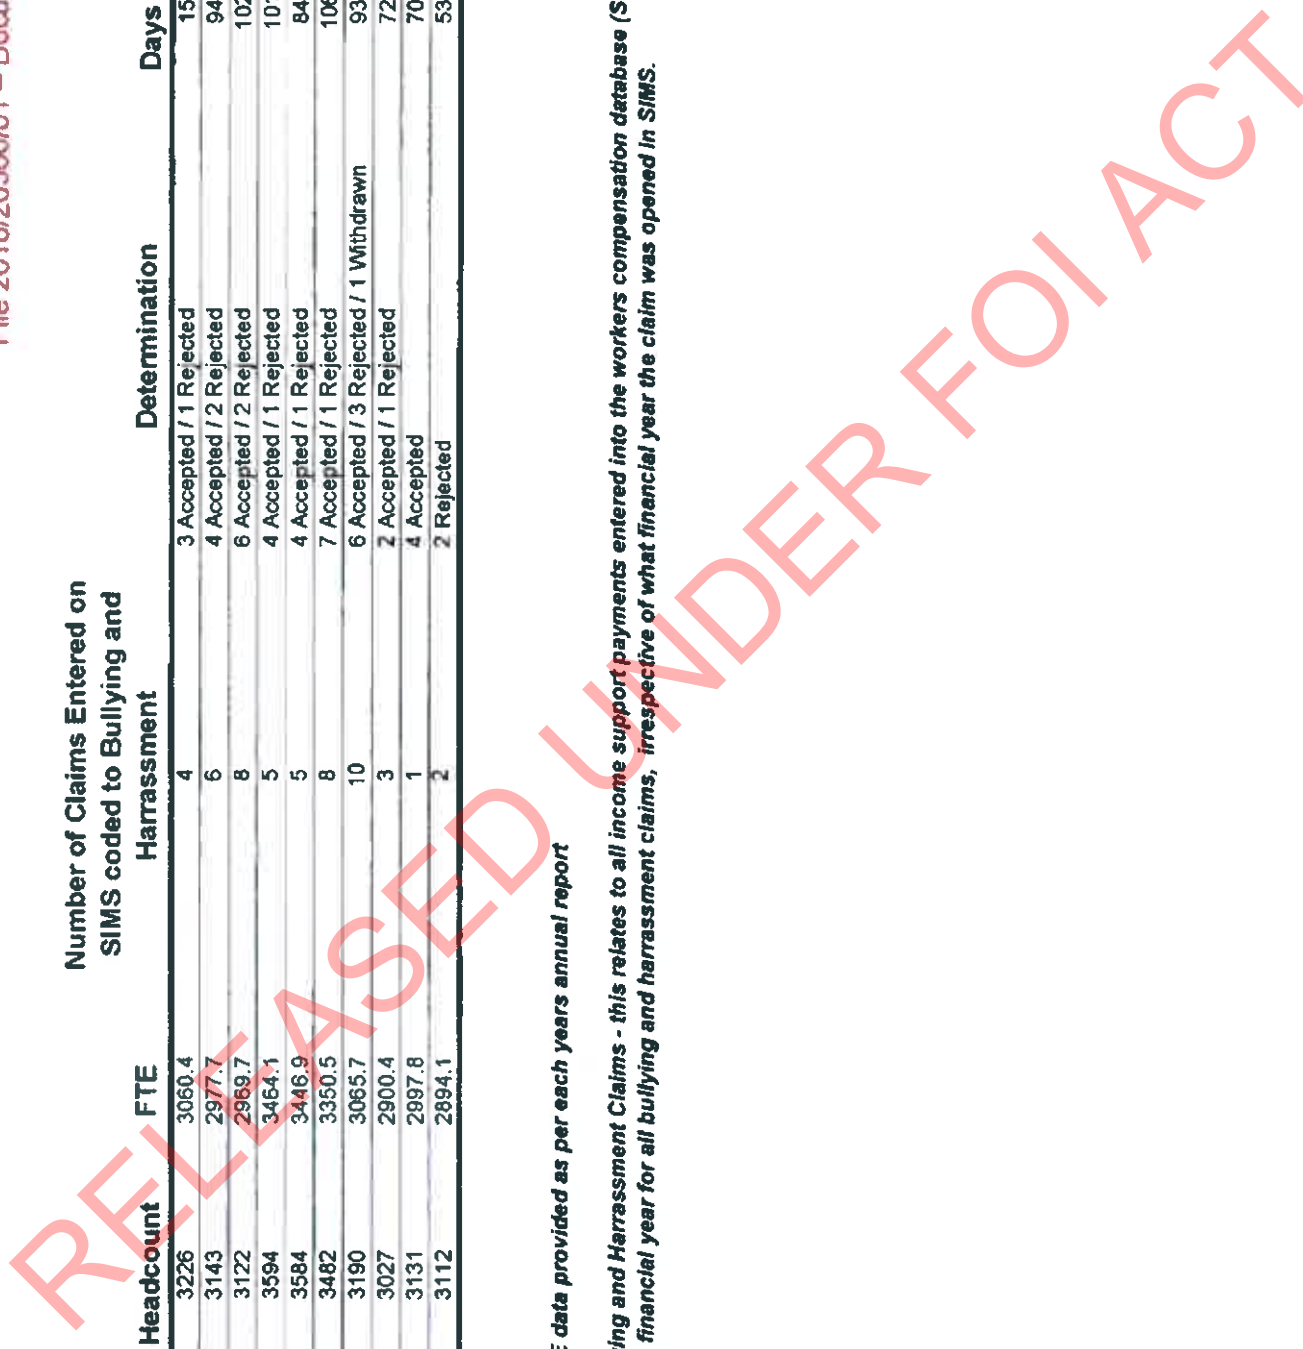 Number of Claims Entered on
SIMS coded to Bullying and
Headcount FTE Harrassment Determination Days
3226 3060.4 4 3 Accepted / 1 Rejected 15
3143 2977.7 6 4 Accepted / 2 Rejected 94
3122 2969.7 8 6 Accepted / 2 Rejected 102
3594 3464.1 5 4 Accepted / 1 Rejected 101
3584 3446.9 5 4 Accepted / 1 Rejected 84
3482 3350.5 8 7 Accepted / 1 Rejected 106
3190 3065.7 10 6 Accepted / 3 Rejected / 1 Withdrawn 93
3027 2900.4 3 2 Accepted / 1 Rejected 72
3131 2997.8 1 4 Accepted 70
3112 2894.1 2 2 Rejected 53
data provided as per each years annual report
ing and Harrassment Claims - this relates to all income support payments entered into the workers compensation database (S
financial year for all bullying and harrassment claims, irrespective of what financial year the claim was opened in SIMS.
RELEASED UNDER FOI ACT